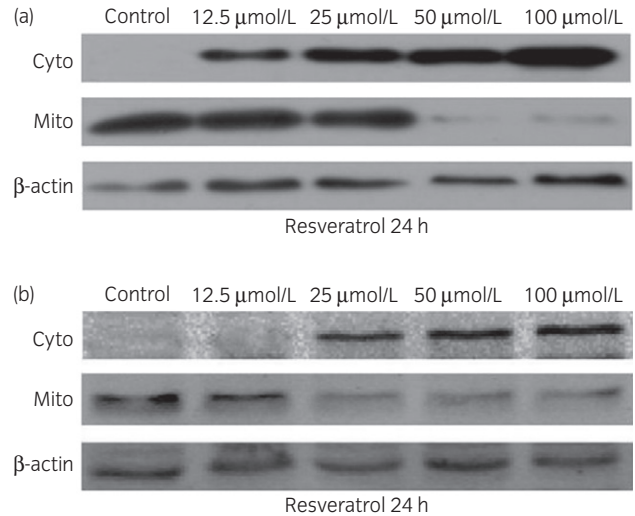 (a)
Control 12.5 μmol/L 25 μmol/L 50 μmol/L 100 μmol/L
Cyto
Mito
β-actin
Resveratrol 24 h
(b)
Control 12.5 μmol/L 25 μmol/L 50 μmol/L 100 μmol/L
Cyto
Mito
β-actin
Resveratrol 24 h